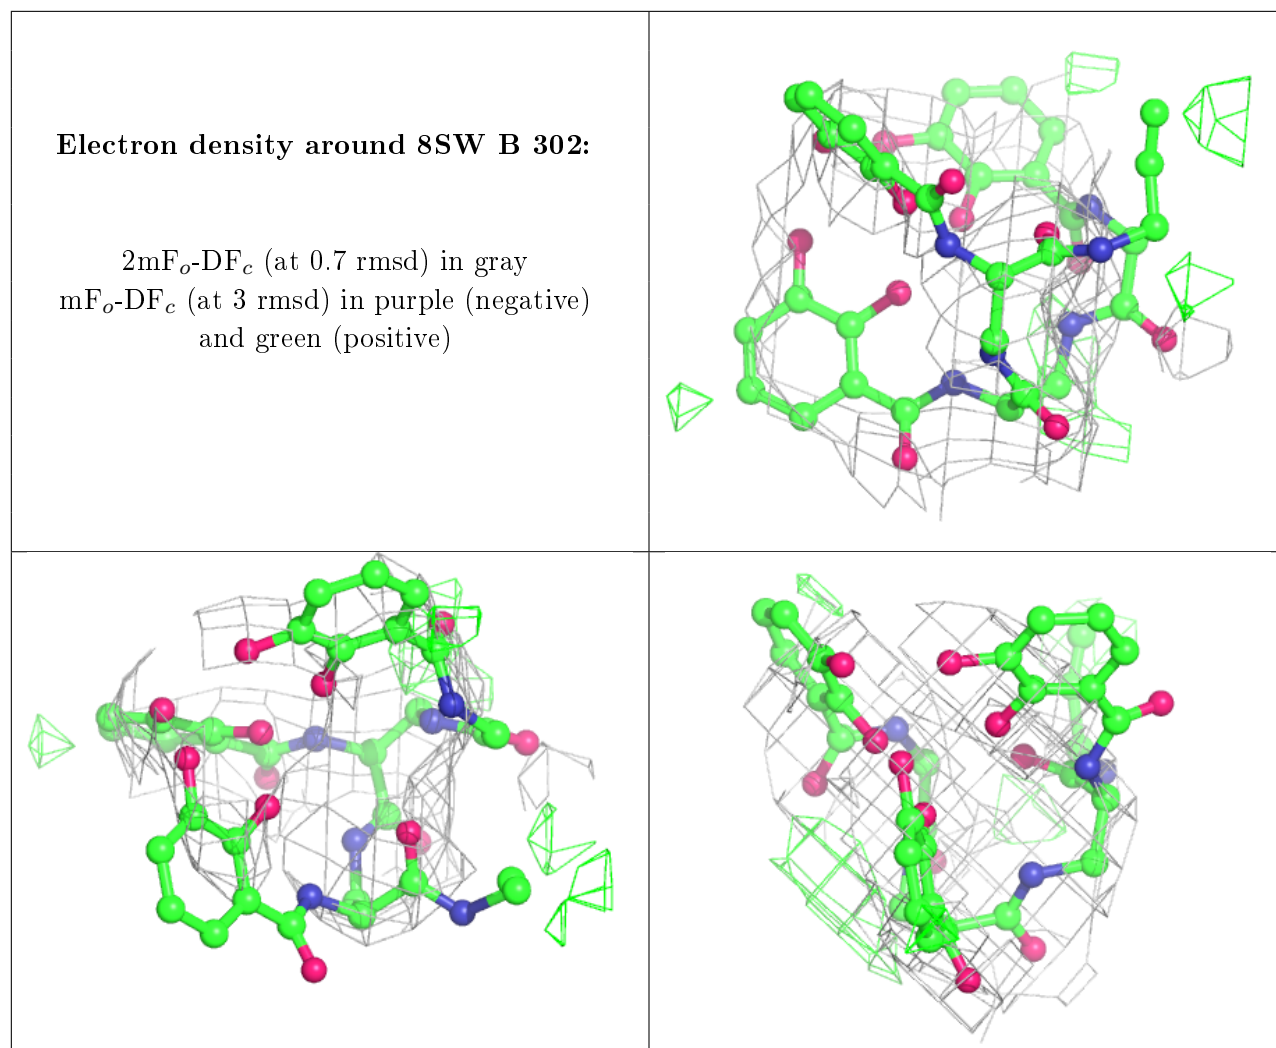 Electron density around 8SW B 302:
2mFo-DFc (at 0.7 rmsd) in gray
mFo-DFc (at 3 rmsd) in purple (negative)
and green (positive)